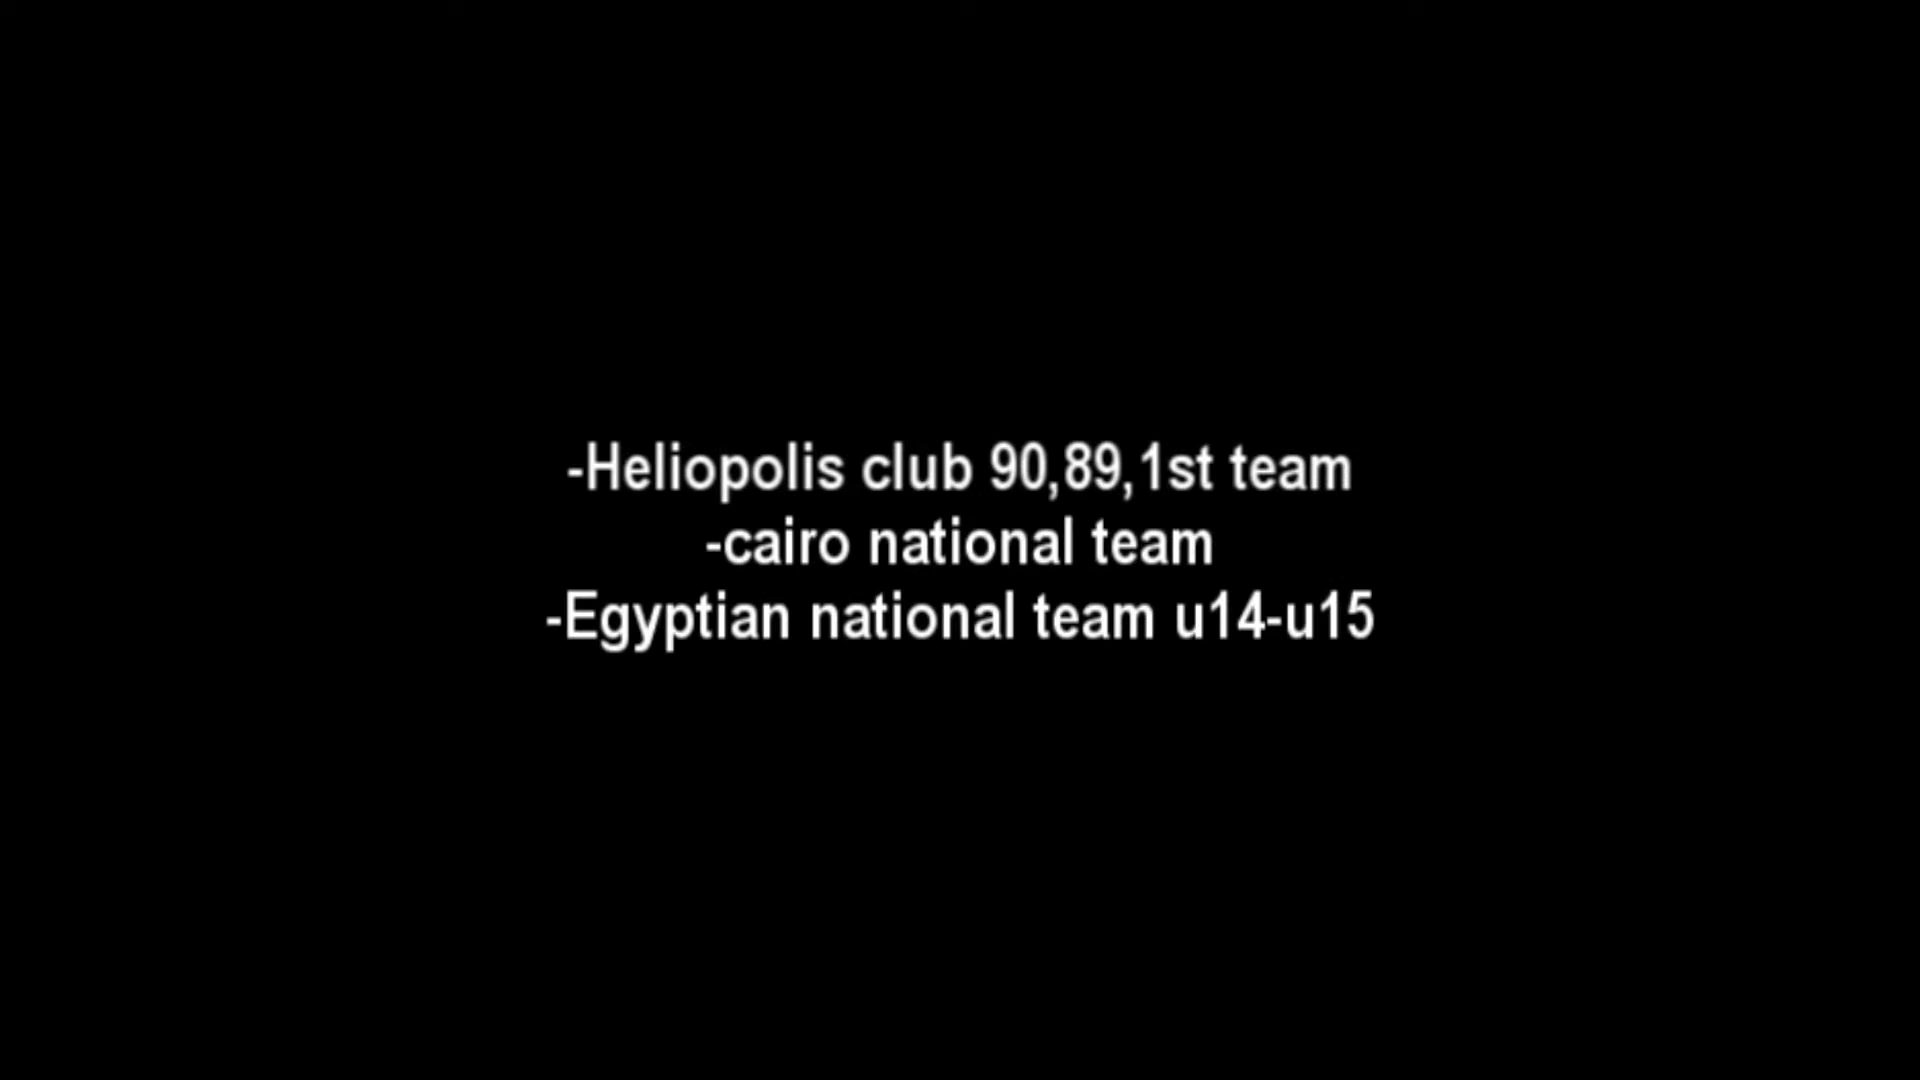 -Heliopolis club 90,89,1st team
-cairo national team
-Egyptian national team u14-u15